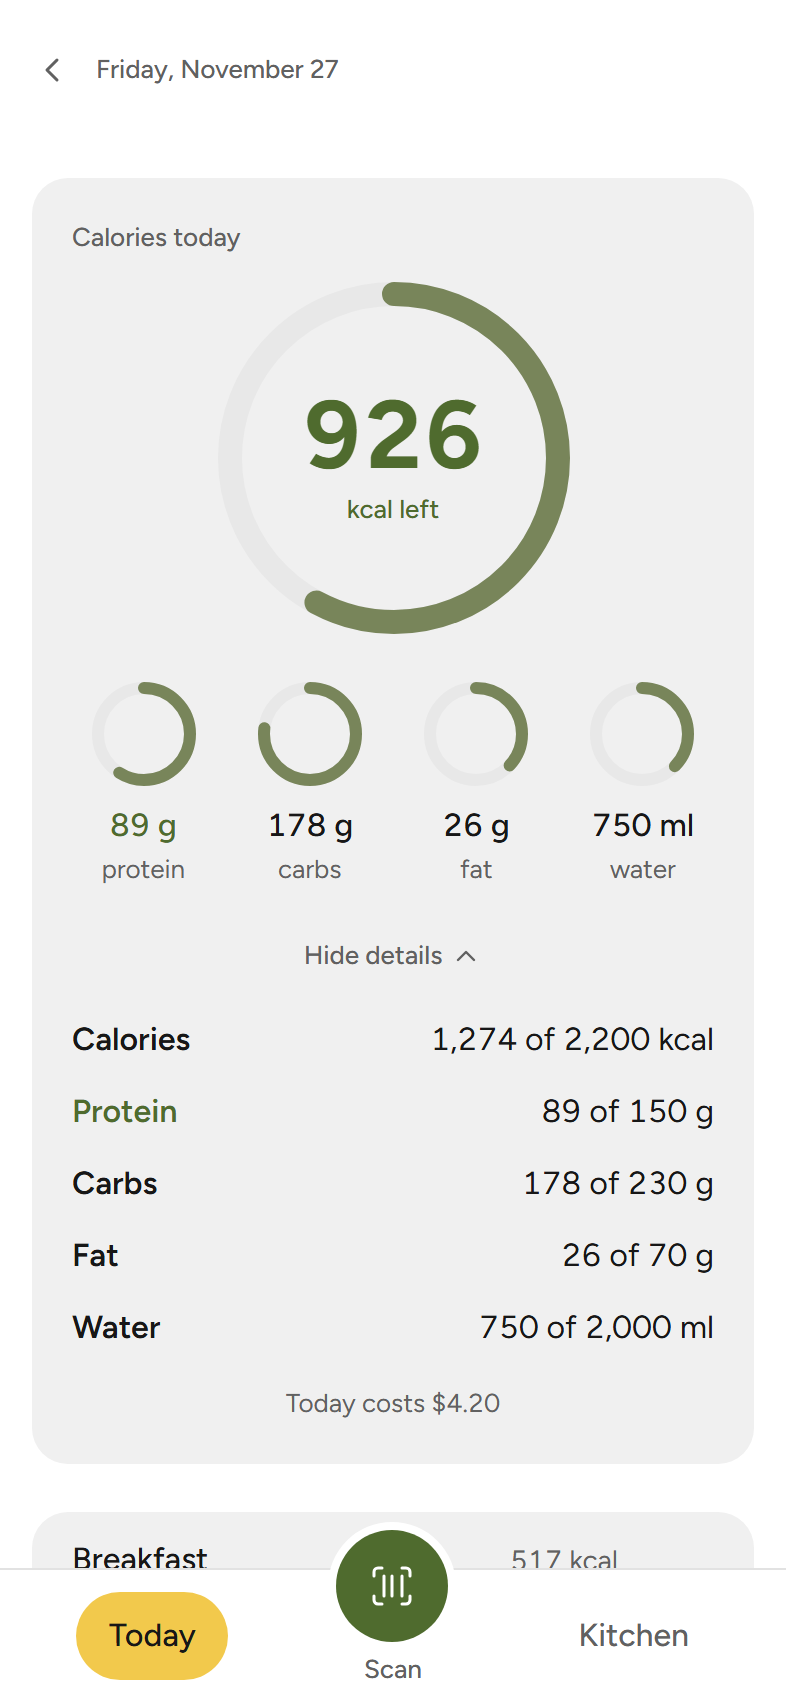 Friday, November 27
Calories today
926
kcal left
89 g
protein
178 g
carbs
26 g
fat
750 ml
water
Hide details
Calories 1,274 of 2,200 kcal
Protein 89 of 150 g
Carbs 178 of 230 g
Fat 26 of 70 g
Water 750 of 2,000 ml
Today costs $4.20
Breakfast 517 kcal
Today
Scan
Kitchen